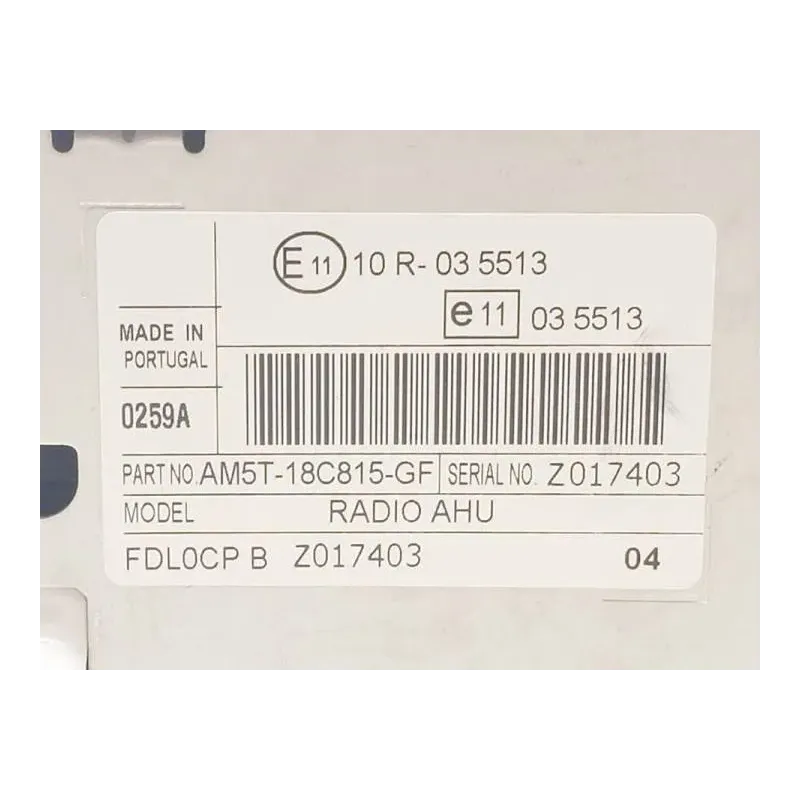 E 11 10 R- 03 5513
e 11 03 5513
MADE IN
PORTUGAL
0259A
PART NO. AM5T-18C815-GF SERIAL NO. Z017403
MODEL RADIO AHU
FDL0CP B Z017403 04